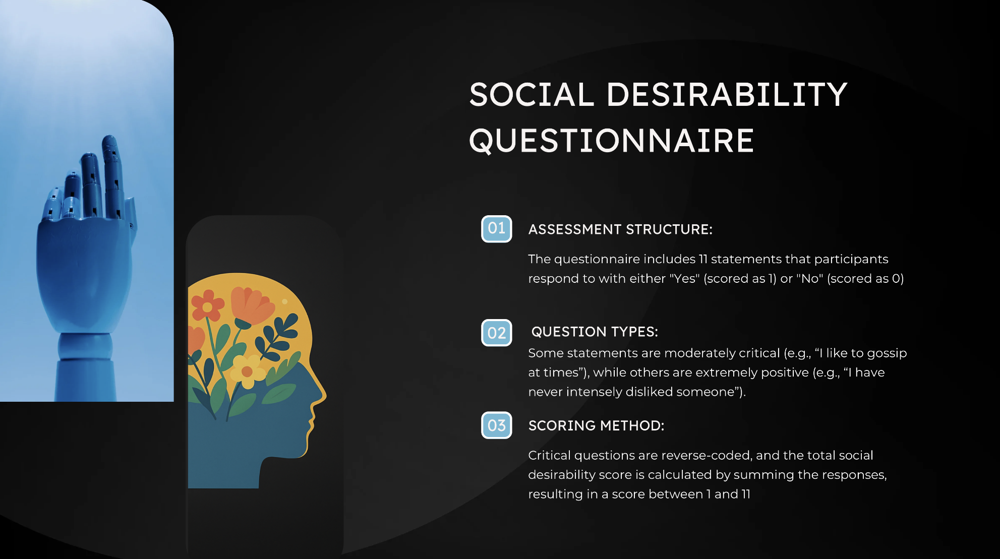 SOCIAL DESIRABILITY
QUESTIONNAIRE
01
ASSESSMENT STRUCTURE:
The questionnaire includes 11 statements that participants
respond to with either "Yes" (scored as 1) or "No" (scored as 0)
02
QUESTION TYPES:
Some statements are moderately critical (e.g., “I like to gossip
at times”), while others are extremely positive (e.g., “I have
never intensely disliked someone”).
03
SCORING METHOD:
Critical questions are reverse-coded, and the total social
desirability score is calculated by summing the responses,
resulting in a score between 1 and 11